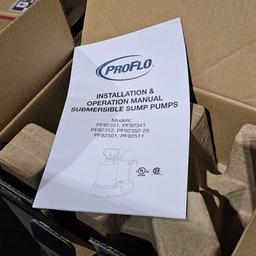 PROFLO
INSTALLATION &
OPERATION MANUAL
SUBMERSIBLE SUMP PUMPS
Models:
PF92331, PF92341
PF92352, PF92352-25
PF92501, PF92511